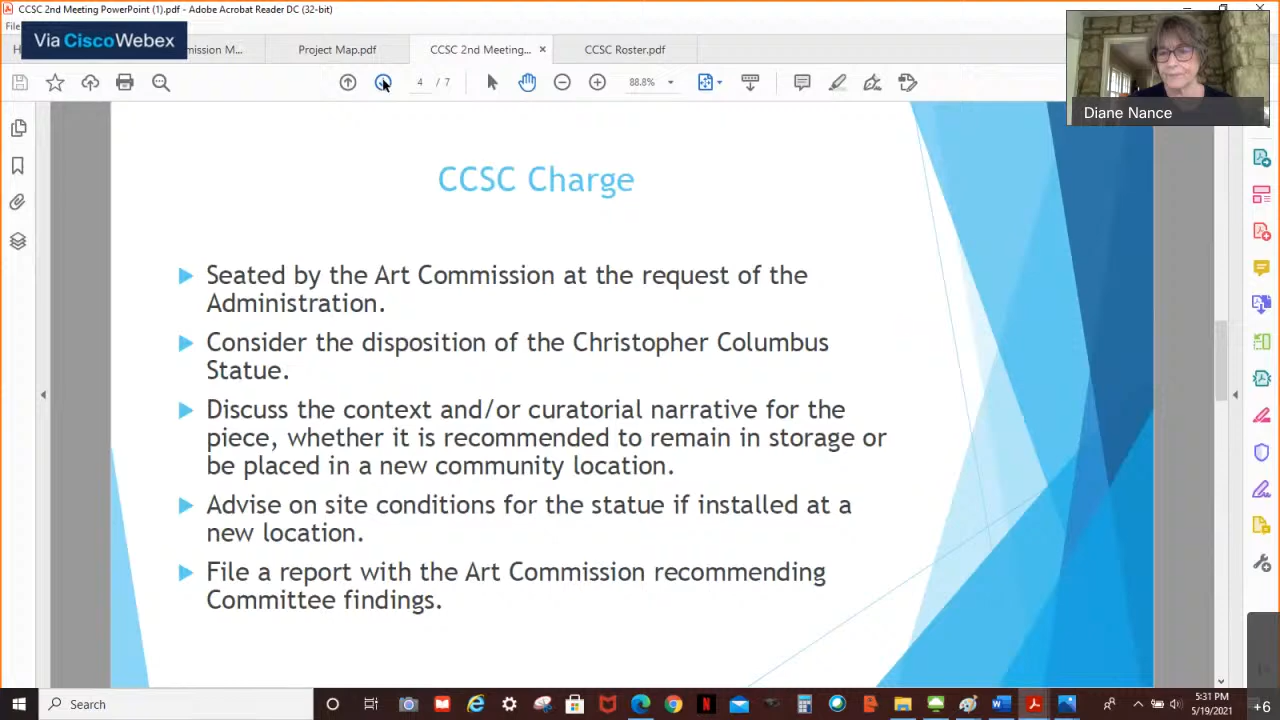 CCSC 2nd Meeting PowerPoint (1).pdf - Adobe Acrobat Reader DC (32-bit)
File
Via CiscoWebex
H
mmission M...
Project Map.pdf
CCSC 2nd Meeting...
CCSC Roster.pdf
4 / 7
88.8%
Diane Nance
CCSC Charge
Seated by the Art Commission at the request of the
Administration.
Consider the disposition of the Christopher Columbus
Statue.
Discuss the context and/or curatorial narrative for the
piece, whether it is recommended to remain in storage or
be placed in a new community location.
Advise on site conditions for the statue if installed at a
new location.
File a report with the Art Commission recommending
Committee findings.
Search
5:31 PM
5/19/2021
+6